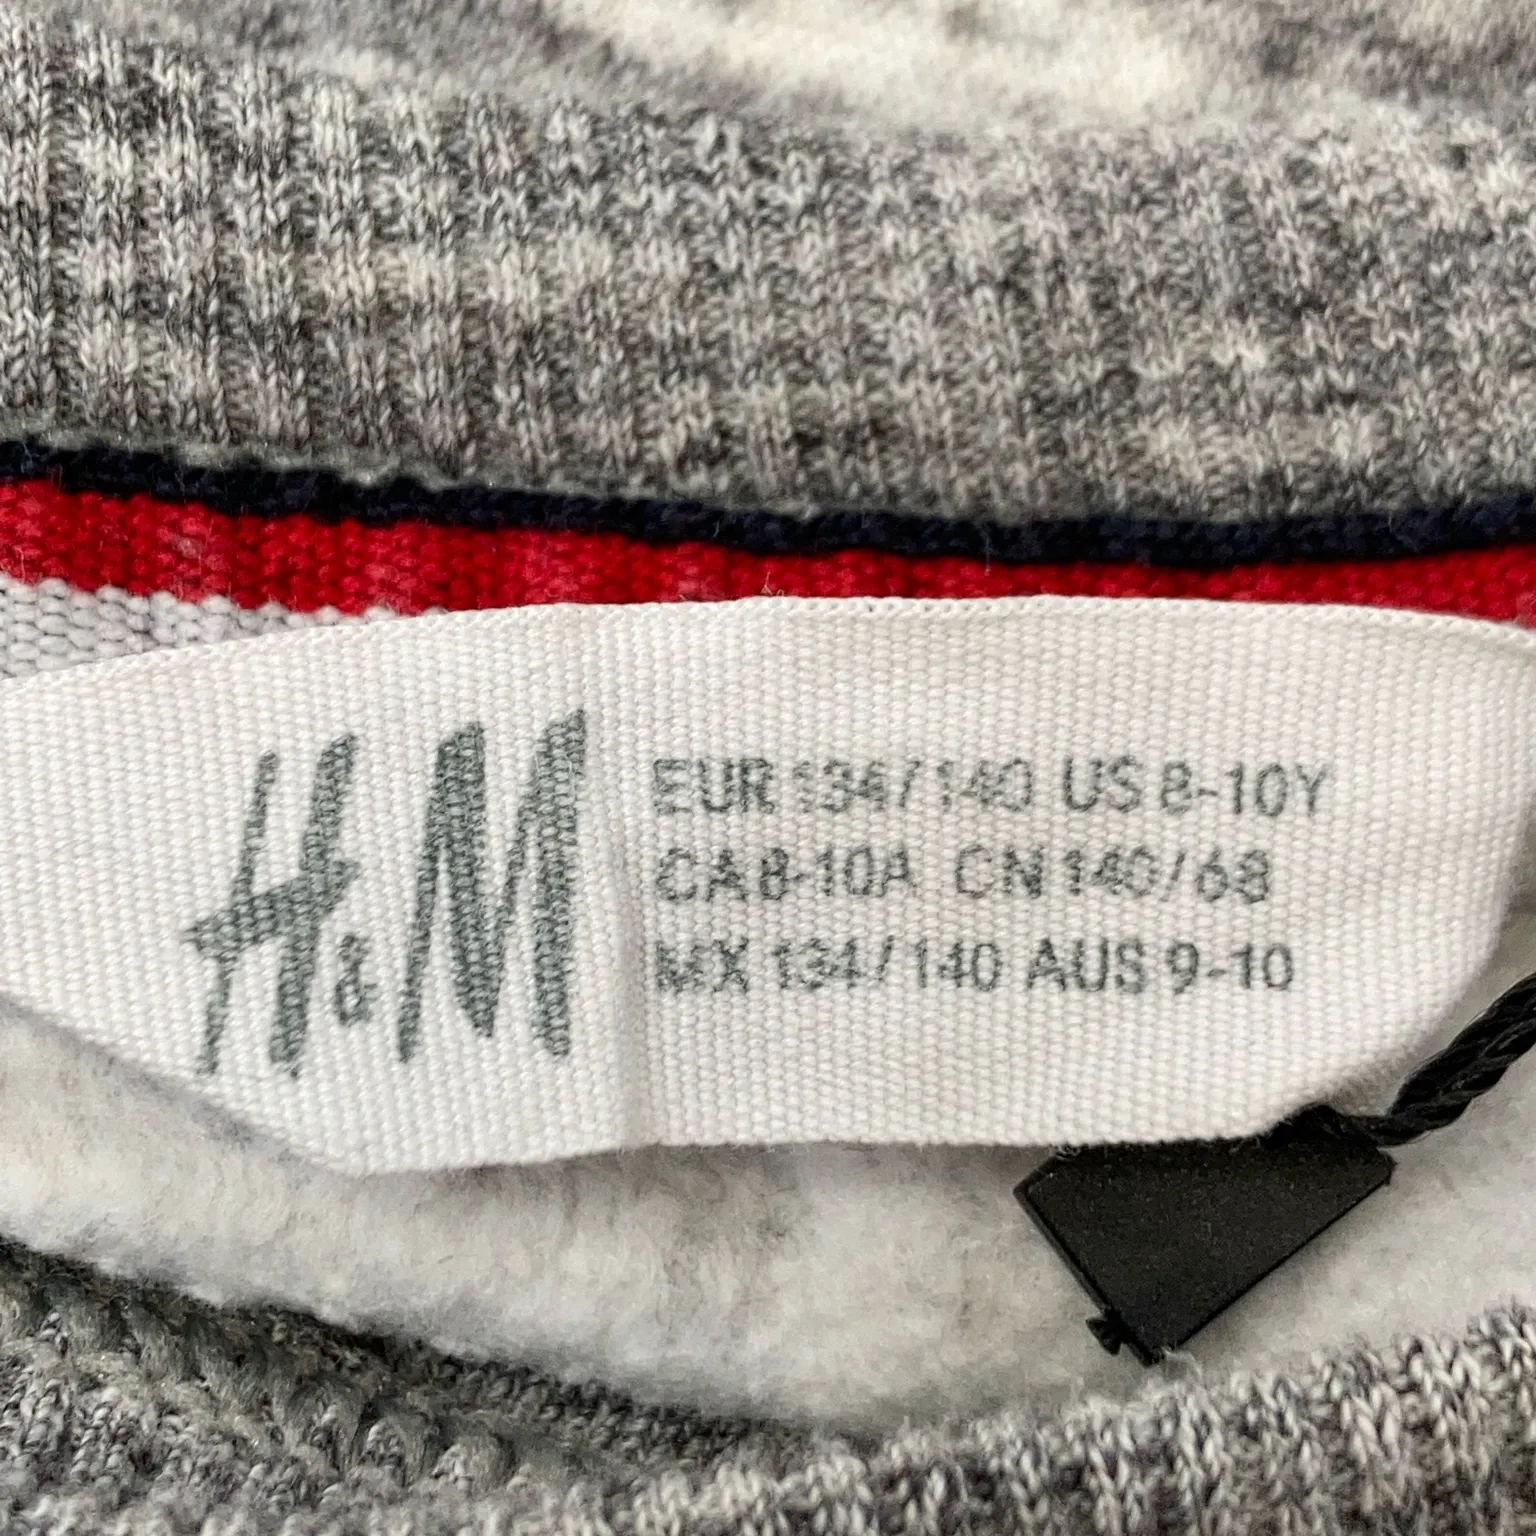 H&M
EUR 134/140 US 8-10Y
CA 8-10A CN 140/68
MX 134/140 AUS 9-10